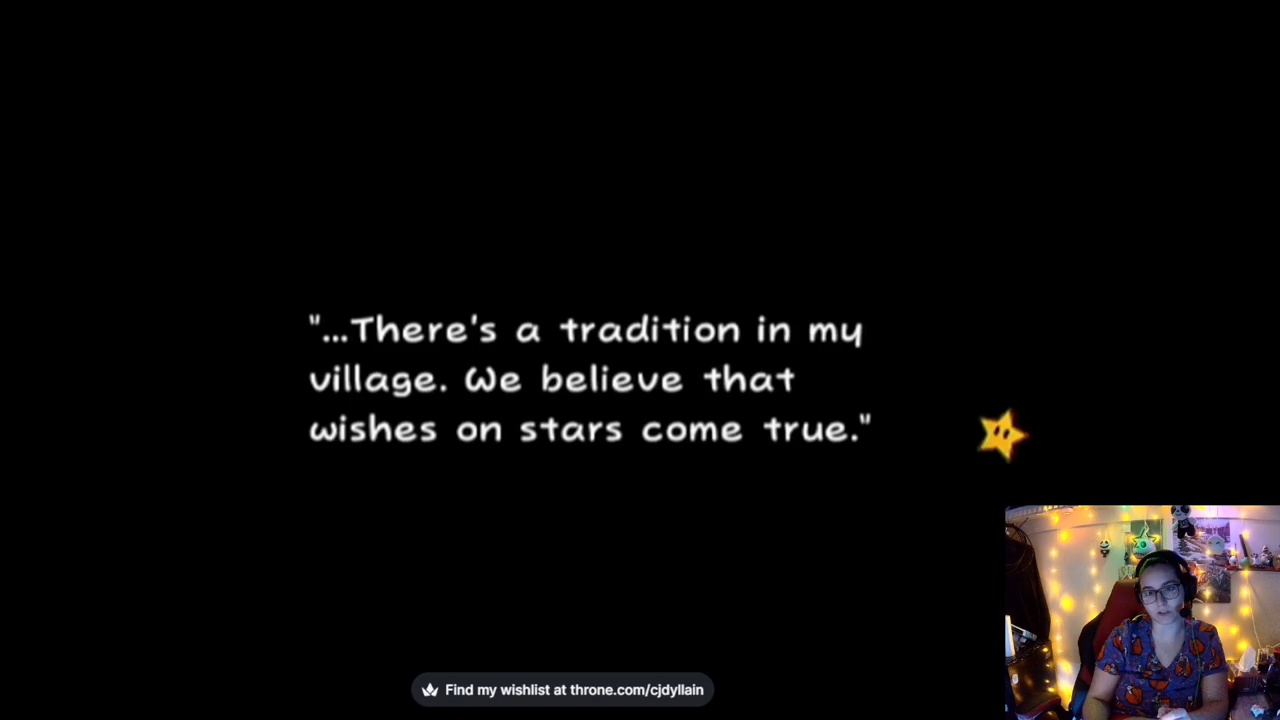 "...There's a tradition in my
village. We believe that
wishes on stars come true."
Find my wishlist at throne.com/cjdyllain